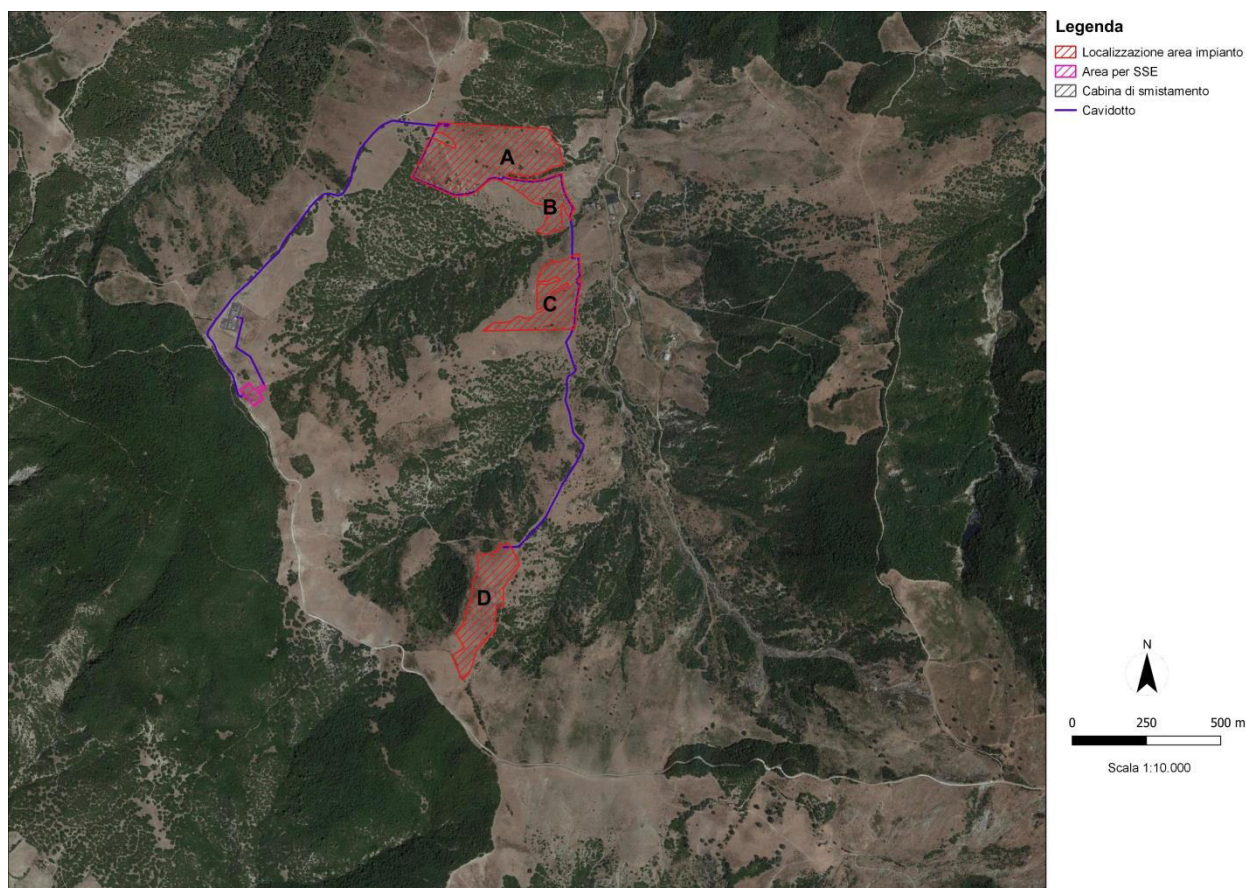 Legenda
Localizzazione area impianto
Area per SSE
Cabina di smistamento
Cavidotto
A
B
C
D
N
0 250 500 m
Scala 1:10.000